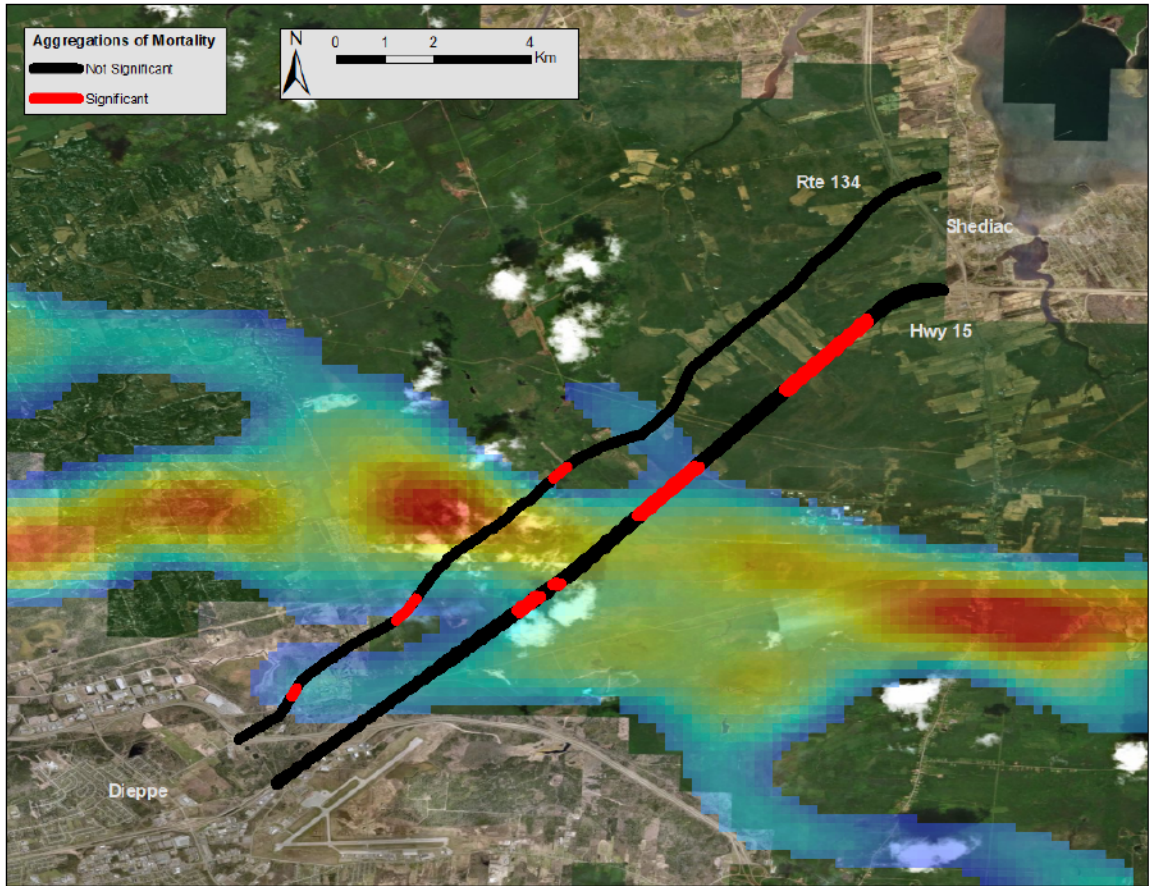 Aggregations of Mortality
Not Significant
Significant
N
0 1 2 4
Km
Rte 134
Shediac
Hwy 15
Dieppe